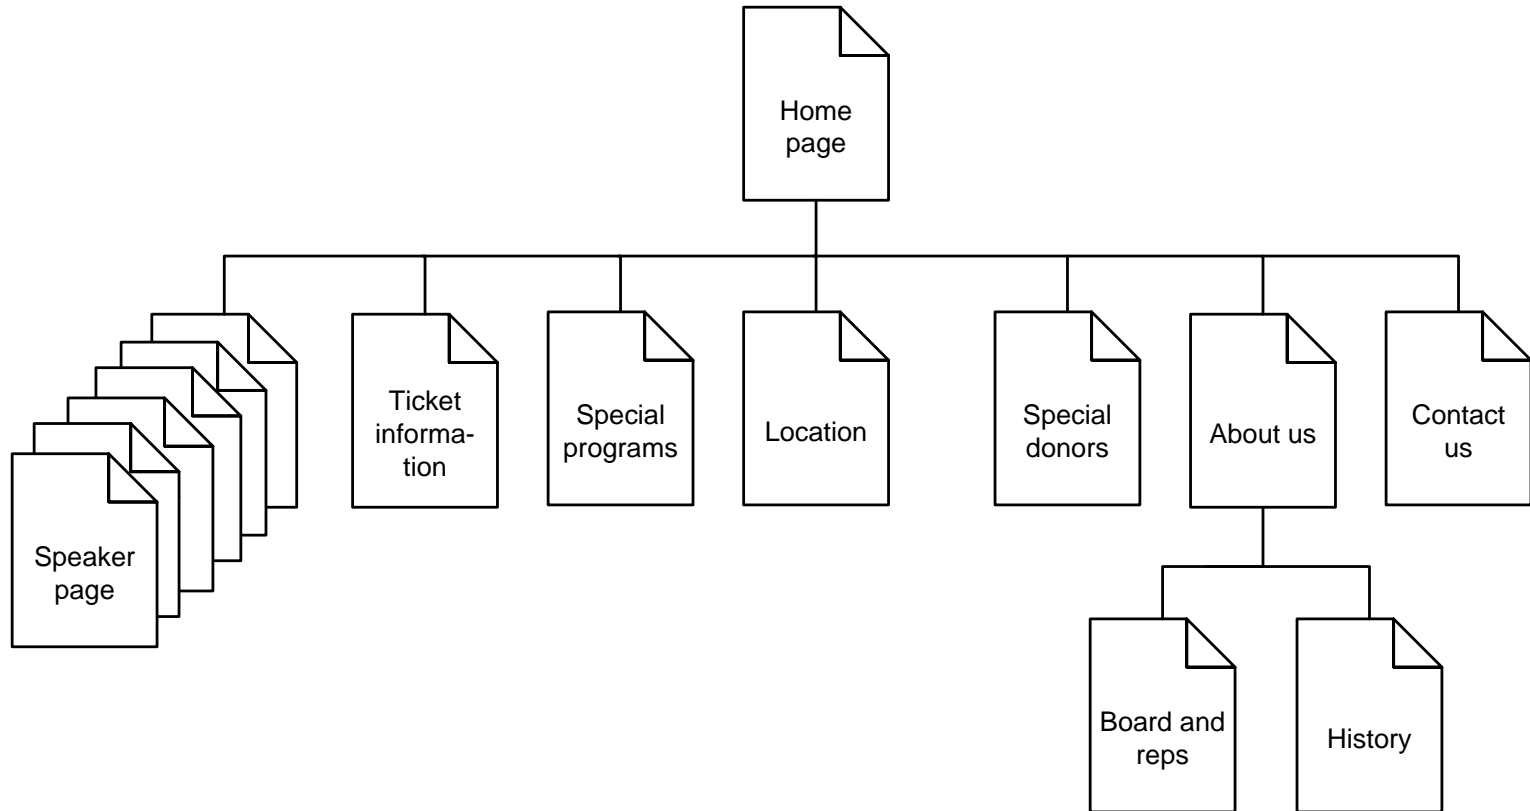 Home
page
Ticket
informa-
tion
Special
programs
Location
Special
donors
About us
Contact
us
Speaker
page
Board and
reps
History